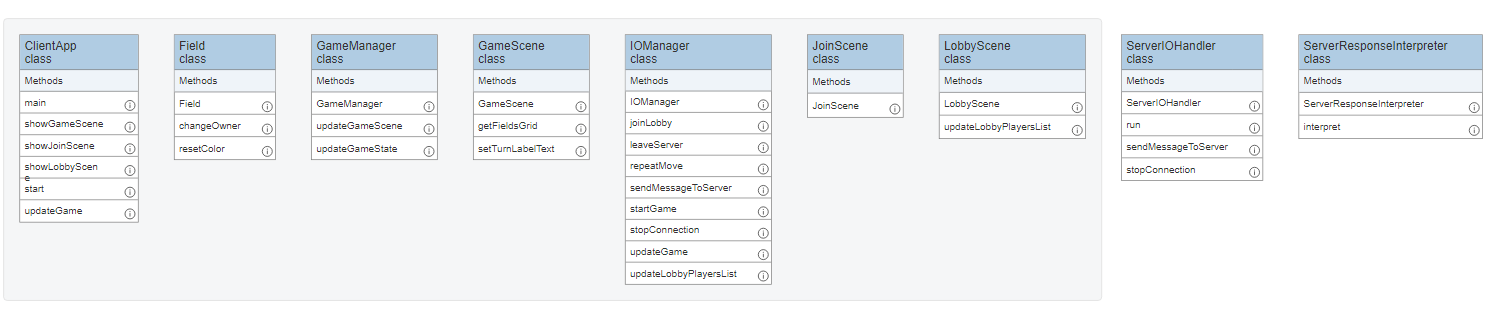 ClientApp
class
Methods
main
showGameScene
showJoinScene
showLobbyScen
e
start
updateGame
Field
class
Methods
Field
changeOwner
resetColor
GameManager
class
Methods
GameManager
updateGameScene
updateGameState
GameScene
class
Methods
GameScene
getFieldsGrid
setTurnLabelText
IOManager
class
Methods
IOManager
joinLobby
leaveServer
repeatMove
sendMessageToServer
startGame
stopConnection
updateGame
updateLobbyPlayersList
JoinScene
class
Methods
JoinScene
LobbyScene
class
Methods
LobbyScene
updateLobbyPlayersList
ServerIOHandler
class
Methods
ServerIOHandler
run
sendMessageToServer
stopConnection
ServerResponseInterpreter
class
Methods
ServerResponseInterpreter
interpret